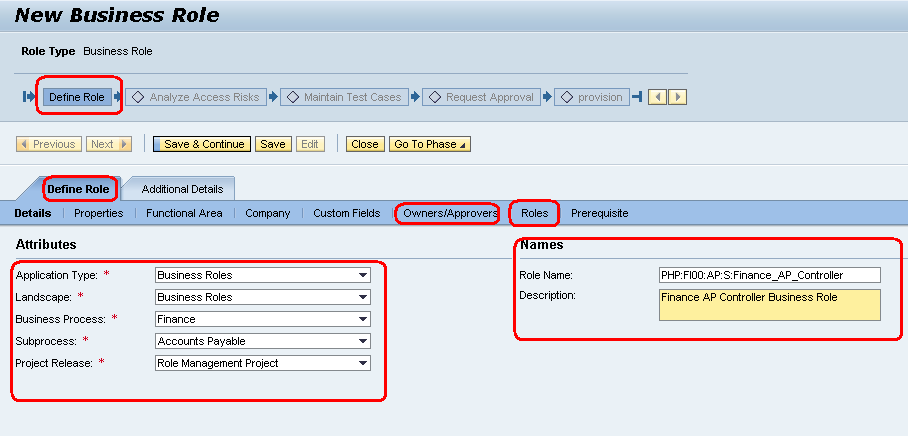 New Business Role
Role Type Business Role
Define Role Analyze Access Risks Maintain Test Cases Request Approval provision
Previous Next Save & Continue Save Edit Close Go To Phase
Define Role Additional Details
Details Properties Functional Area Company Custom Fields Owners/Approvers Roles Prerequisite
Attributes Names
Application Type: * Business Roles Role Name: PHP:FI00:AP:S:Finance_AP_Controller
Landscape: * Business Roles Description: Finance AP Controller Business Role
Business Process: * Finance
Subprocess: * Accounts Payable
Project Release: * Role Management Project